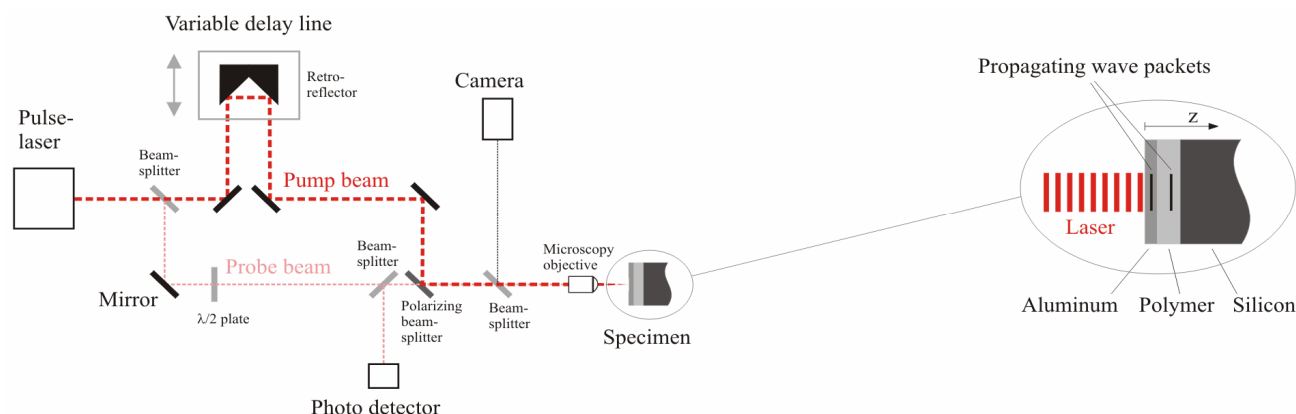 Variable delay line
Retro-
reflector
Camera
Propagating wave packets
z
Pulse-
laser
Beam-
splitter
Pump beam
Laser
Beam-
splitter
Microscopy
objective
Probe beam
Mirror
λ/2 plate
Polarizing
beam-
splitter
Beam-
splitter
Specimen
Aluminum
Polymer
Silicon
Photo detector